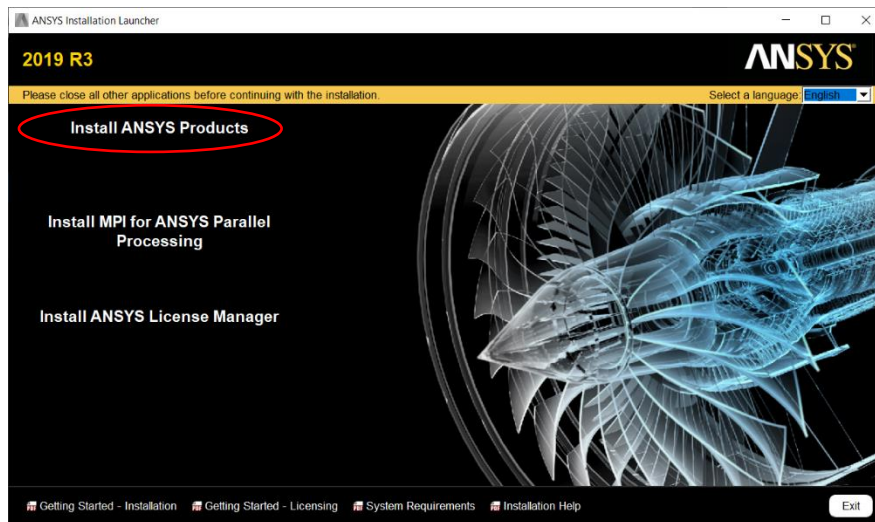 ANSYS Installation Launcher
2019 R3
ANSYS
Please close all other applications before continuing with the installation.
Select a language: English
Install ANSYS Products
Install MPI for ANSYS Parallel
Processing
Install ANSYS License Manager
Getting Started - Installation
Getting Started - Licensing
System Requirements
Installation Help
Exit